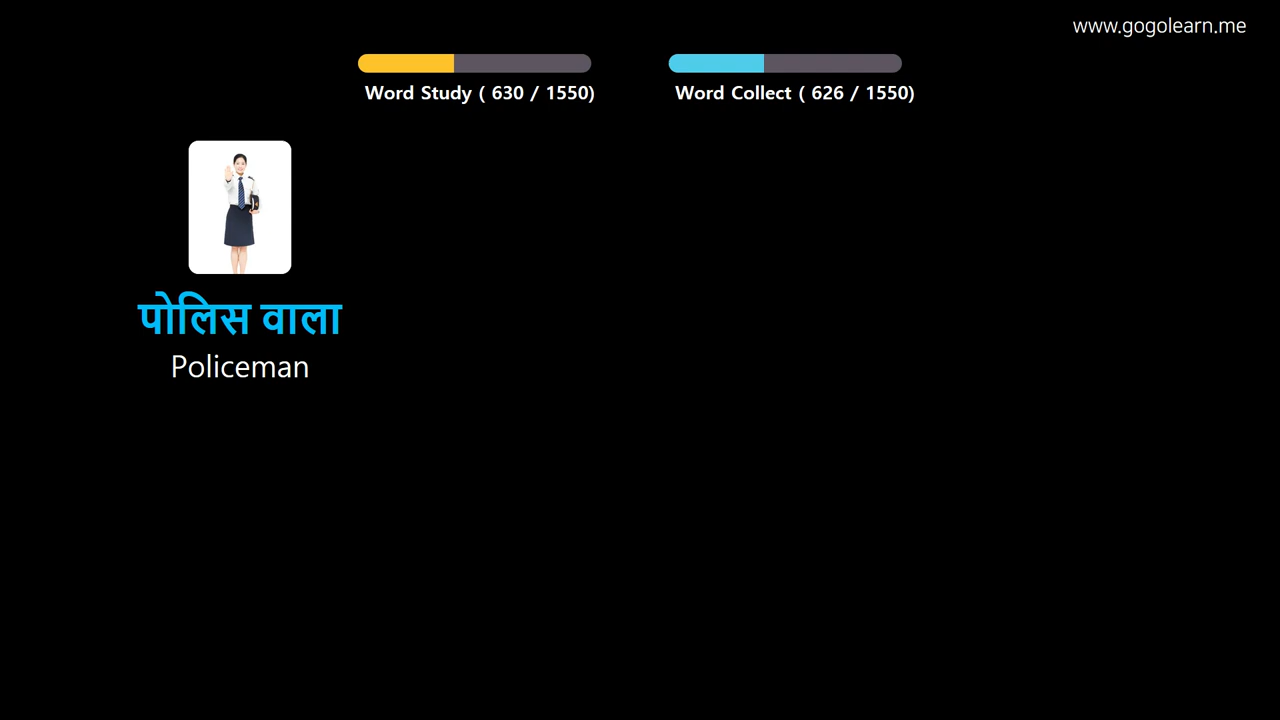 www.gogolearn.me
Word Study ( 630 / 1550)
Word Collect ( 626 / 1550)
पोलिस वाला
Policeman